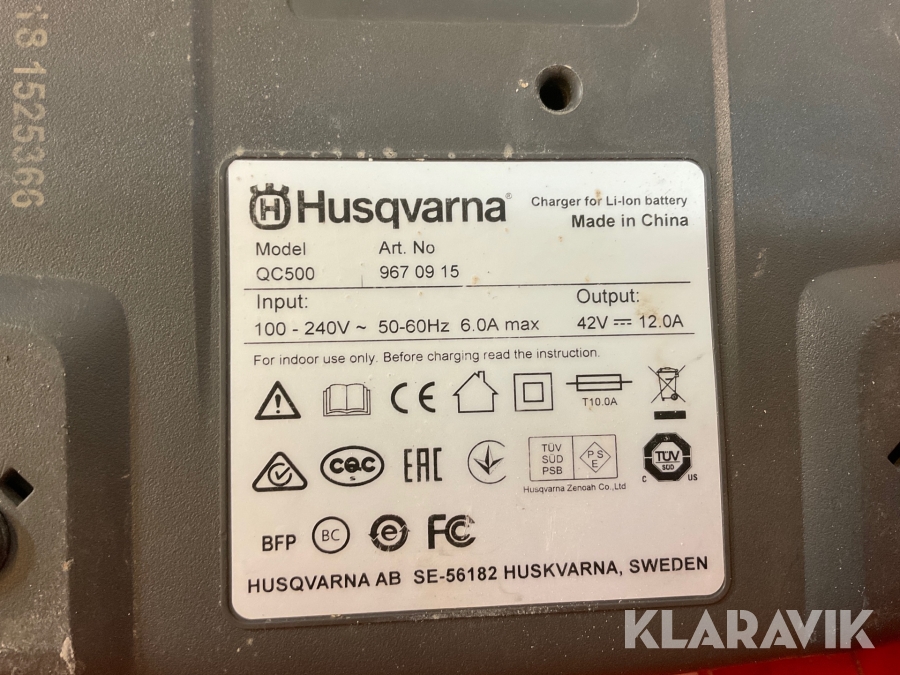 18 1525366
Husqvarna® Charger for Li-Ion battery
Made in China
Model Art. No
QC500 967 09 15
Input: Output:
100 - 240V ~ 50-60Hz 6.0A max 42V ⎓ 12.0A
For indoor use only. Before charging read the instruction.
CE
T10.0A
CQC
S
EAC
TÜV
SÜD
PSB
PS
E
Husqvarna Zenoah Co.,Ltd
TÜV
SÜD
C US
BFP BC e FC
HUSQVARNA AB SE-56182 HUSKVARNA, SWEDEN
KLARAVIK